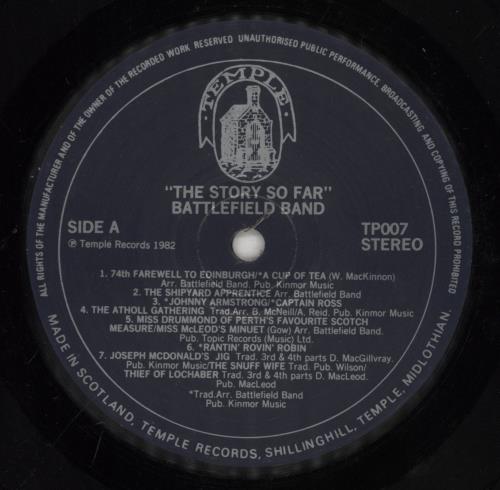 ALL RIGHTS OF THE MANUFACTURER AND OF THE OWNER OF THE RECORDED WORK RESERVED UNAUTHORISED PUBLIC PERFORMANCE, BROADCASTING AND COPYING OF THIS RECORD PROHIBITED
TEMPLE
"THE STORY SO FAR"
BATTLEFIELD BAND
SIDE A
TP007
℗ Temple Records 1982
STEREO
1. 74th FAREWELL TO EDINBURGH/*A CUP OF TEA (W. MacKinnon)
Arr. Battlefield Band. Pub. Kinmor Music
2. THE SHIPYARD APPRENTICE Arr. Battlefield Band
3. *JOHNNY ARMSTRONG/*CAPTAIN ROSS
4. THE ATHOLL GATHERING Trad.Arr. B. McNeill/A. Reid. Pub. Kinmor Music
5. MISS DRUMMOND OF PERTH'S FAVOURITE SCOTCH
MEASURE/MISS McLEOD'S MINUET (Gow) Arr. Battlefield Band.
Pub. Topic Records (Music) Ltd.
6. *RANTIN' ROVIN' ROBIN
7. JOSEPH MCDONALD'S JIG Trad. 3rd & 4th parts D. MacGillvray.
Pub. Kinmor Music/THE SNUFF WIFE Trad. Pub. Wilson/
THIEF OF LOCHABER Trad. 3rd & 4th parts D. MacLeod.
Pub. MacLeod
*Trad.Arr. Battlefield Band
Pub. Kinmor Music
MADE IN SCOTLAND, TEMPLE RECORDS, SHILLINGHILL, TEMPLE, MIDLOTHIAN.